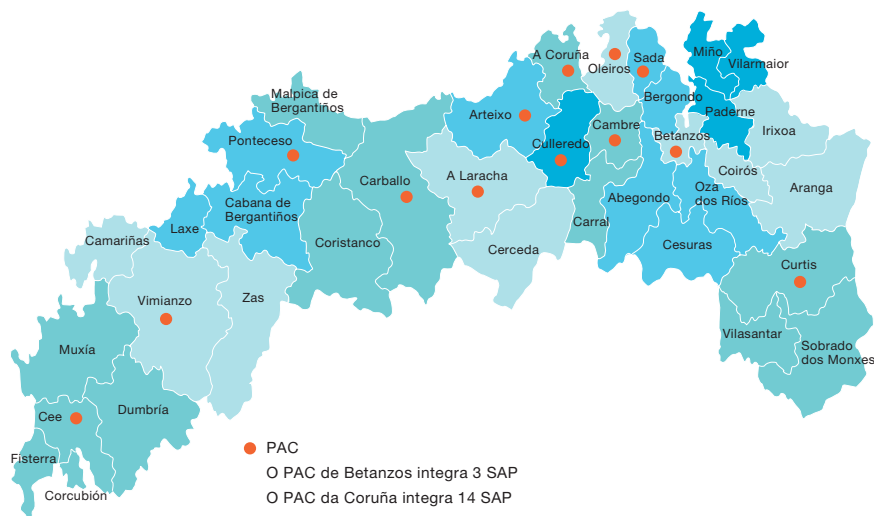 A Coruña
Oleiros
Sada
Miño
Vilarmaior
Malpica de
Bergantiños
Arteixo
Bergondo
Paderne
Irixoa
Ponteceso
Culleredo
Cambre
Betanzos
Carballo
A Laracha
Coirós
Aranga
Cabana de
Bergantiños
Abegondo
Oza
dos Ríos
Laxe
Camariñas
Coristanco
Carral
Cerceda
Cesuras
Curtis
Vimianzo
Zas
Vilasantar
Sobrado
dos Monxes
Muxía
Dumbría
Cee
Fisterra
Corcubión
PAC
O PAC de Betanzos integra 3 SAP
O PAC da Coruña integra 14 SAP